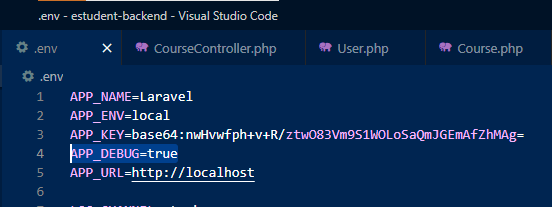 .env - estudent-backend - Visual Studio Code
.env × CourseController.php User.php Course.php
.env
1 APP_NAME=Laravel
2 APP_ENV=local
3 APP_KEY=base64:nwHvwfph+v+R/ztwO83Vm9S1WOLoSaQmJGEmAfZhMAg=
4 APP_DEBUG=true
5 APP_URL=http://localhost
6